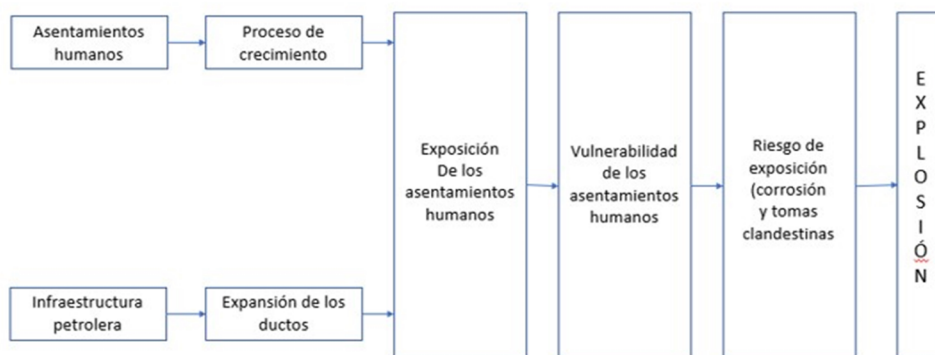 Asentamientos
humanos
Proceso de
crecimiento
Infraestructura
petrolera
Expansión de los
ductos
Exposición
De los
asentamientos
humanos
Vulnerabilidad
de los
asentamientos
humanos
Riesgo de
exposición
(corrosión
y tomas
clandestinas
E
X
P
L
O
S
I
Ó
N